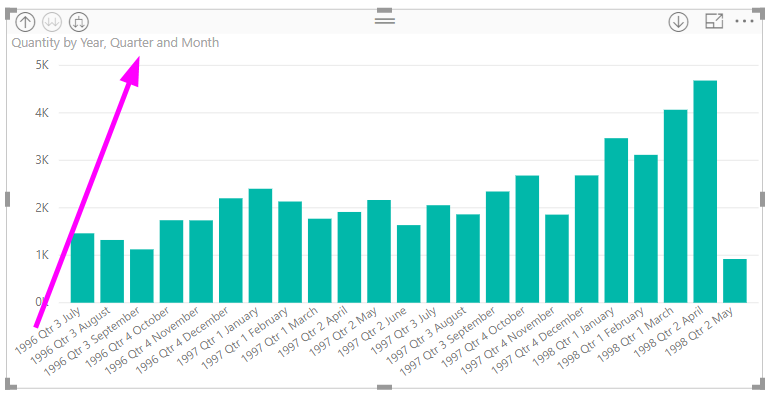 Quantity by Year, Quarter and Month
5K
4K
3K
2K
1K
1996 Qtr 3 July
1996 Qtr 3 August
1996 Qtr 3 September
1996 Qtr 4 October
1996 Qtr 4 November
1996 Qtr 4 December
1997 Qtr 1 January
1997 Qtr 1 February
1997 Qtr 1 March
1997 Qtr 2 April
1997 Qtr 2 May
1997 Qtr 2 June
1997 Qtr 3 July
1997 Qtr 3 August
1997 Qtr 3 September
1997 Qtr 4 October
1997 Qtr 4 November
1997 Qtr 4 December
1998 Qtr 1 January
1998 Qtr 1 February
1998 Qtr 1 March
1998 Qtr 2 April
1998 Qtr 2 May